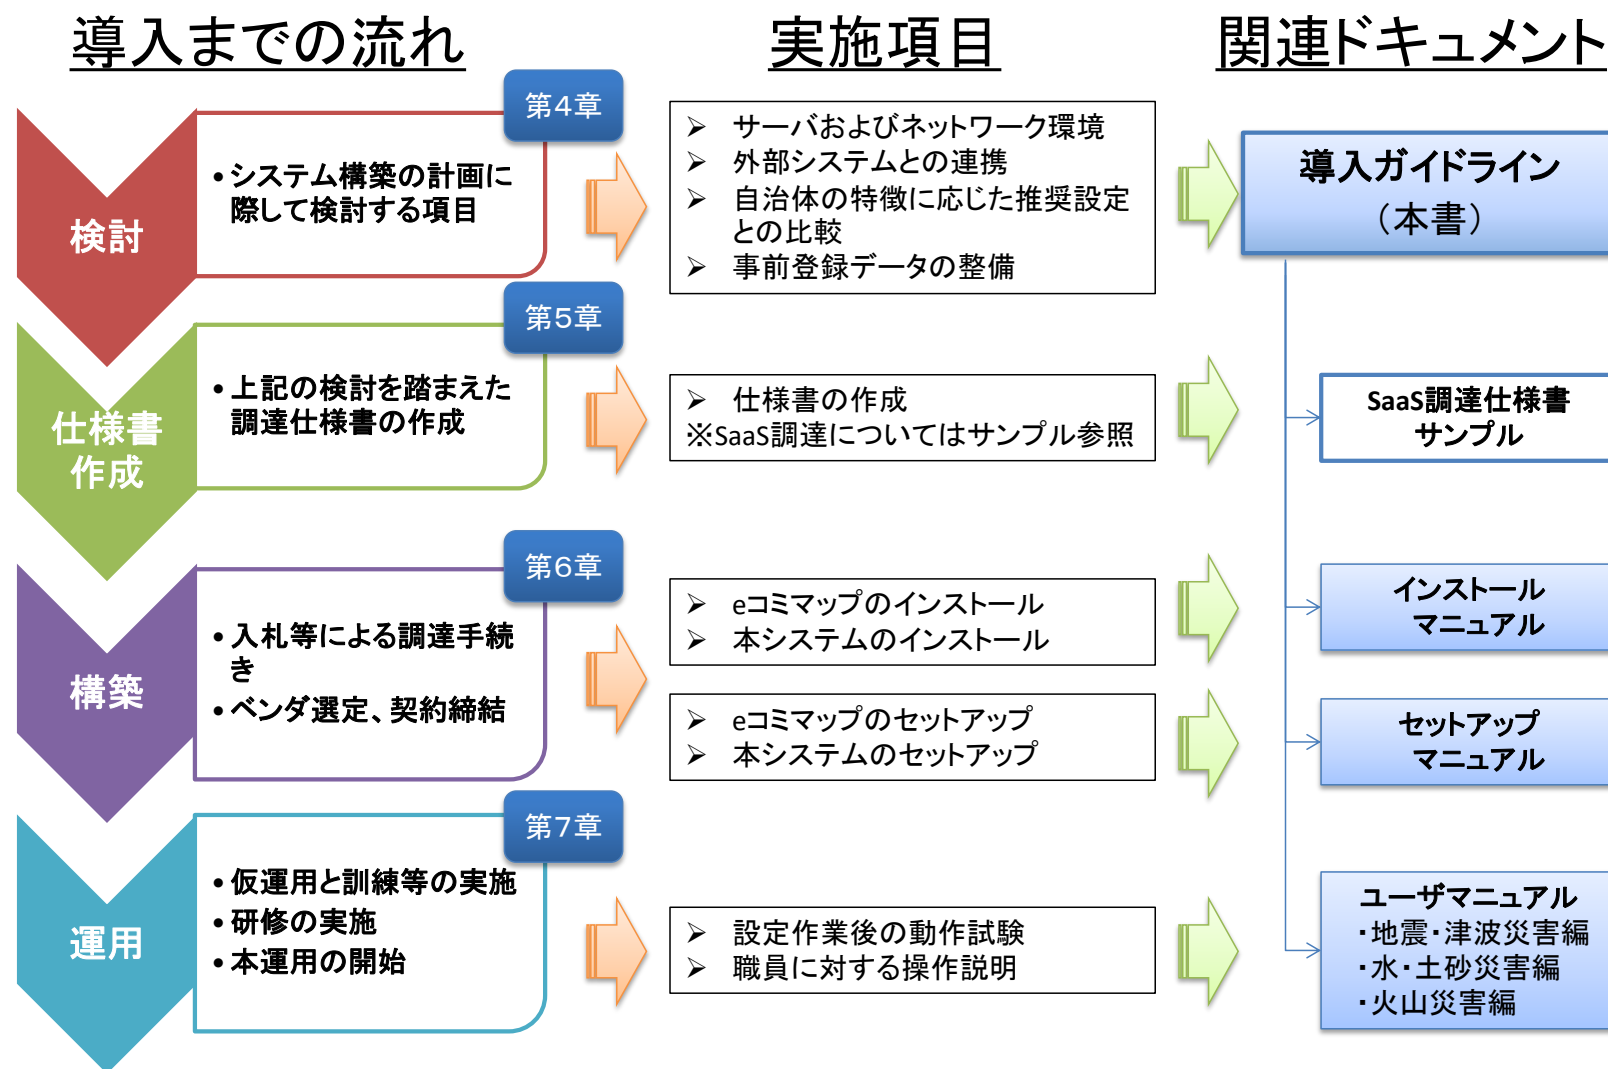 導入までの流れ
実施項目
関連ドキュメント
第4章
検討
•システム構築の計画に
際して検討する項目
➢ サーバおよびネットワーク環境
➢ 外部システムとの連携
➢ 自治体の特徴に応じた推奨設定
との比較
➢ 事前登録データの整備
導入ガイドライン
（本書）
第5章
仕様書
作成
•上記の検討を踏まえた
調達仕様書の作成
➢ 仕様書の作成
※SaaS調達についてはサンプル参照
SaaS調達仕様書
サンプル
第6章
構築
•入札等による調達手続
き
•ベンダ選定、契約締結
➢ eコミマップのインストール
➢ 本システムのインストール
インストール
マニュアル
➢ eコミマップのセットアップ
➢ 本システムのセットアップ
セットアップ
マニュアル
第7章
運用
•仮運用と訓練等の実施
•研修の実施
•本運用の開始
➢ 設定作業後の動作試験
➢ 職員に対する操作説明
ユーザマニュアル
・地震・津波災害編
・水・土砂災害編
・火山災害編